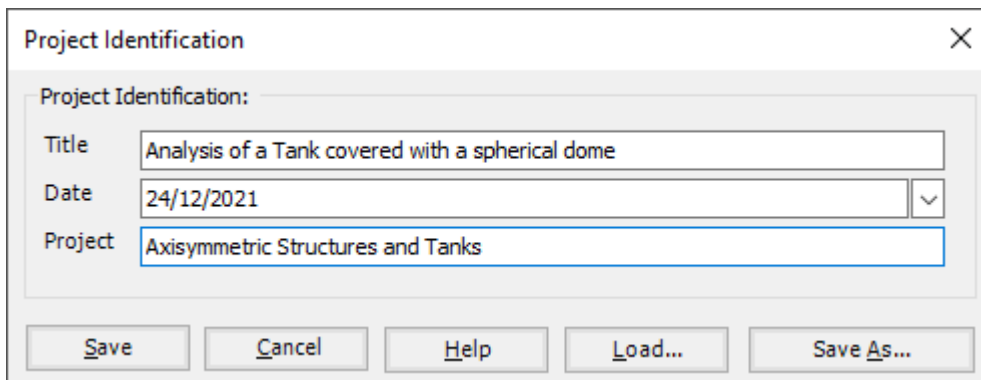 Project Identification
Project Identification:
Title Analysis of a Tank covered with a spherical dome
Date 24/12/2021
Project Axisymmetric Structures and Tanks
Save Cancel Help Load... Save As...